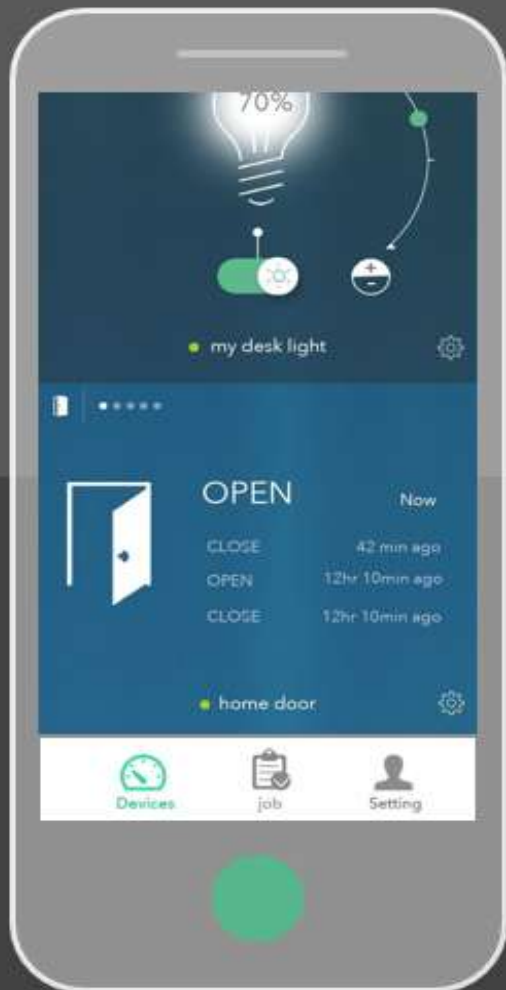 70%
+
-
my desk light
OPEN Now
CLOSE 42 min ago
OPEN 12hr 10min ago
CLOSE 12hr 10min ago
home door
Devices job Setting